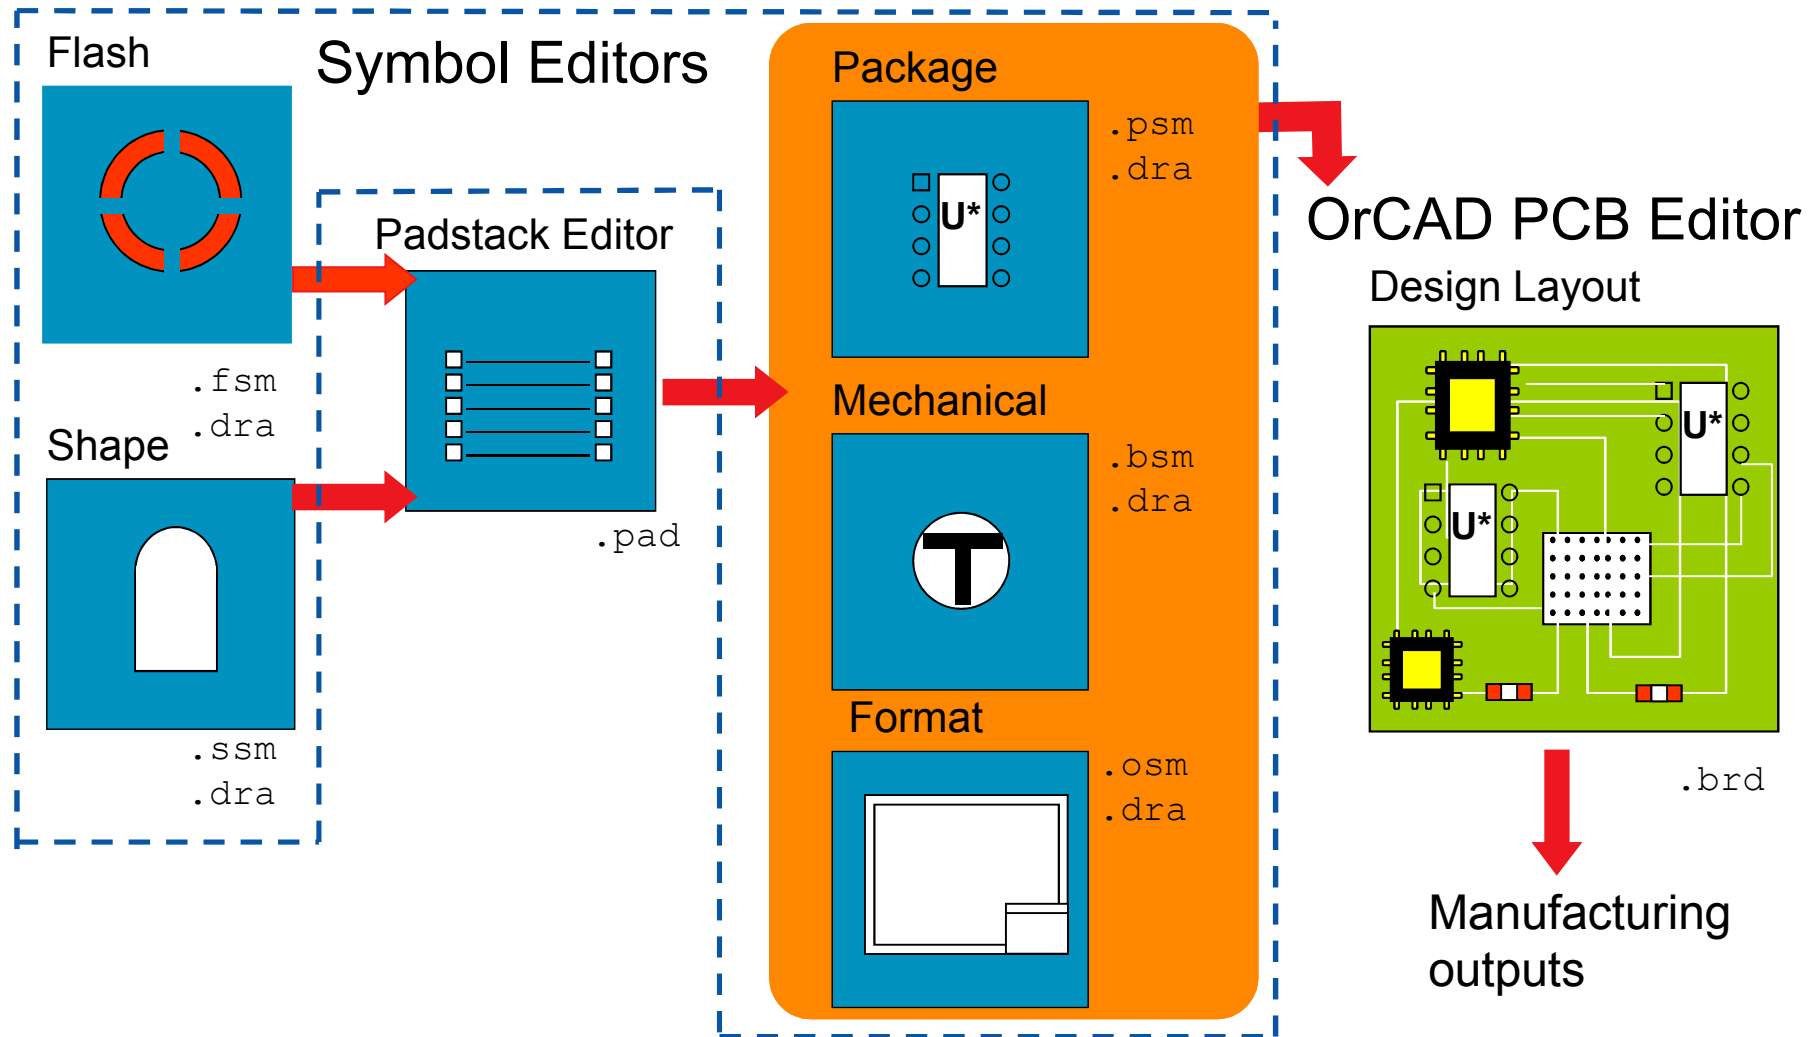 Flash
Symbol Editors
.fsm
.dra
Shape
.ssm
.dra
Padstack Editor
.pad
Package
U*
.psm
.dra
Mechanical
.bsm
.dra
T
Format
.osm
.dra
OrCAD PCB Editor
Design Layout
U*
U*
.brd
Manufacturing
outputs